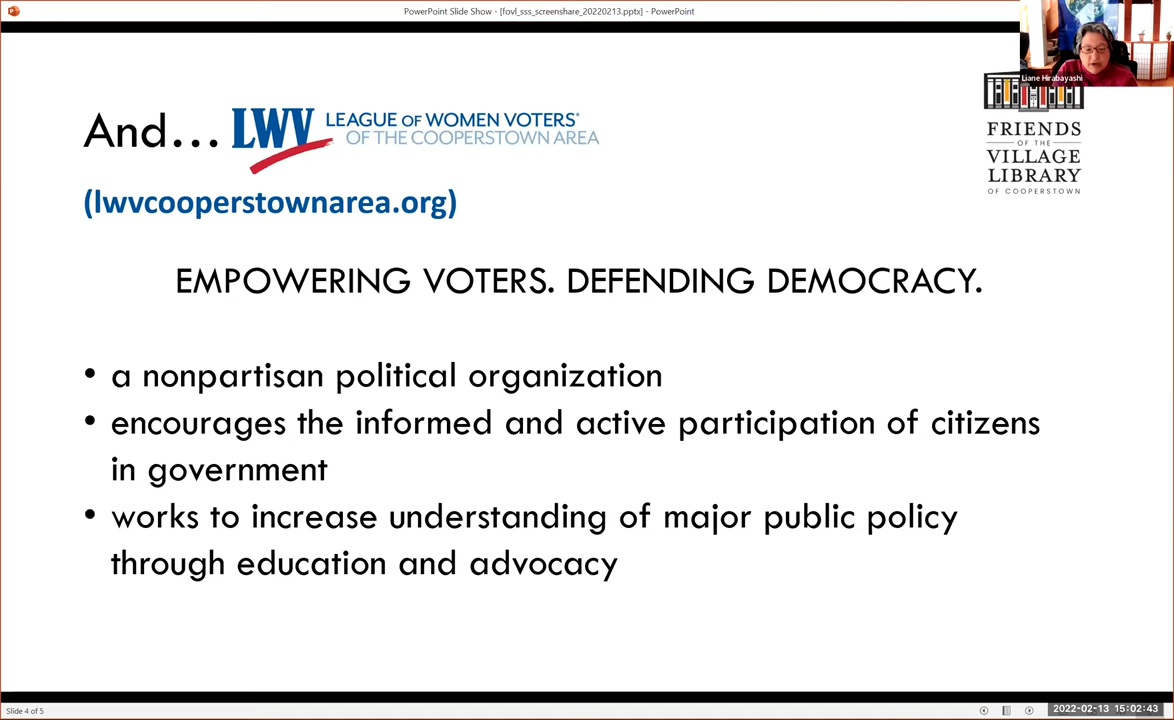 PowerPoint Slide Show - [fovl_sss_screenshare_20220213.pptx] - PowerPoint
Liane Hirabayashi
And... LWV LEAGUE OF WOMEN VOTERS®
OF THE COOPERSTOWN AREA
(lwvcooperstownarea.org)
FRIENDS
OF THE
VILLAGE
LIBRARY
OF COOPERSTOWN
EMPOWERING VOTERS. DEFENDING DEMOCRACY.
• a nonpartisan political organization
• encourages the informed and active participation of citizens
in government
• works to increase understanding of major public policy
through education and advocacy
Slide 4 of 5
2022-02-13 15:02:43